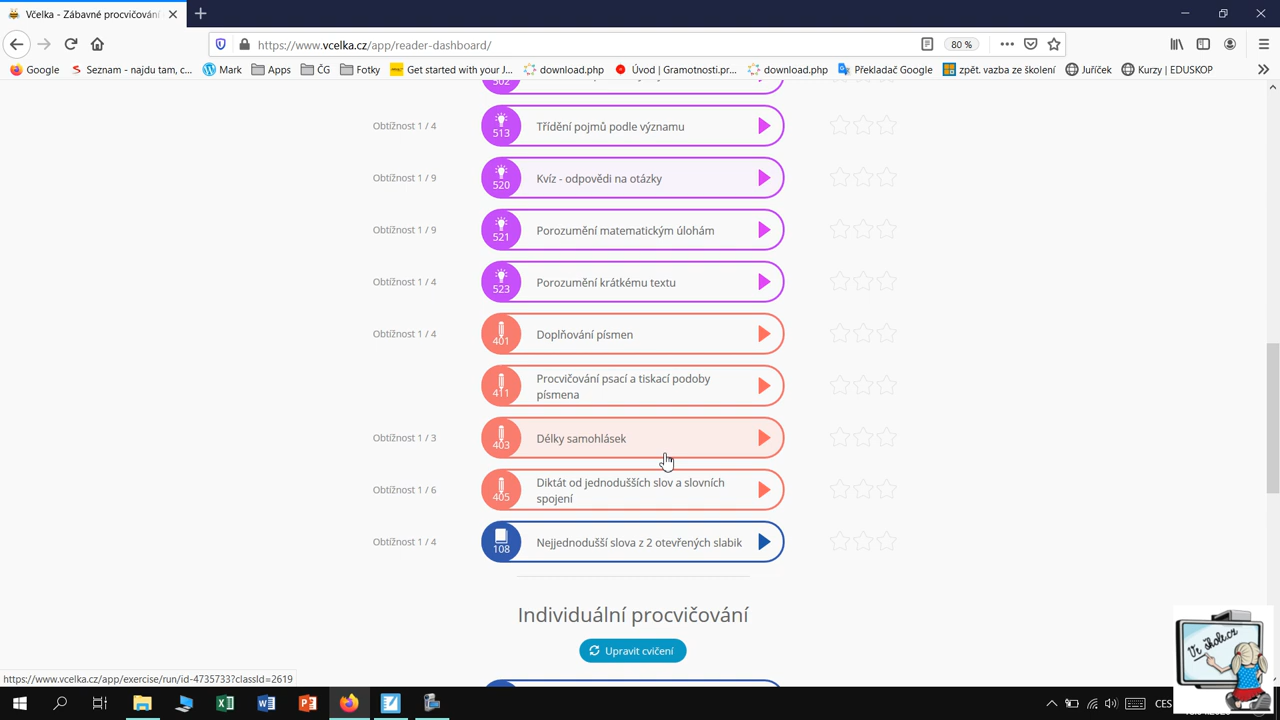 Včelka - Zábavné procvičování
https://www.vcelka.cz/app/reader-dashboard/
80 %
Google
Seznam - najdu tam, c...
Mark
Apps
ČG
Fotky
Get started with your J...
download.php
Úvod | Gramotnosti.pr...
download.php
Překladač Google
zpět. vazba ze školení
Juříček
Kurzy | EDUSKOP
502
Obtížnost 1 / 4
513
Třídění pojmů podle významu
Obtížnost 1 / 9
520
Kvíz - odpovědi na otázky
Obtížnost 1 / 9
521
Porozumění matematickým úlohám
Obtížnost 1 / 4
523
Porozumění krátkému textu
Obtížnost 1 / 4
401
Doplňování písmen
411
Procvičování psací a tiskací podoby
písmena
Obtížnost 1 / 3
403
Délky samohlásek
Obtížnost 1 / 6
405
Diktát od jednodušších slov a slovních
spojení
Obtížnost 1 / 4
108
Nejjednodušší slova z 2 otevřených slabik
Individuální procvičování
Upravit cvičení
https://www.vcelka.cz/app/exercise/run/id-4735733?classId=2619
Ve škole.cz
CES